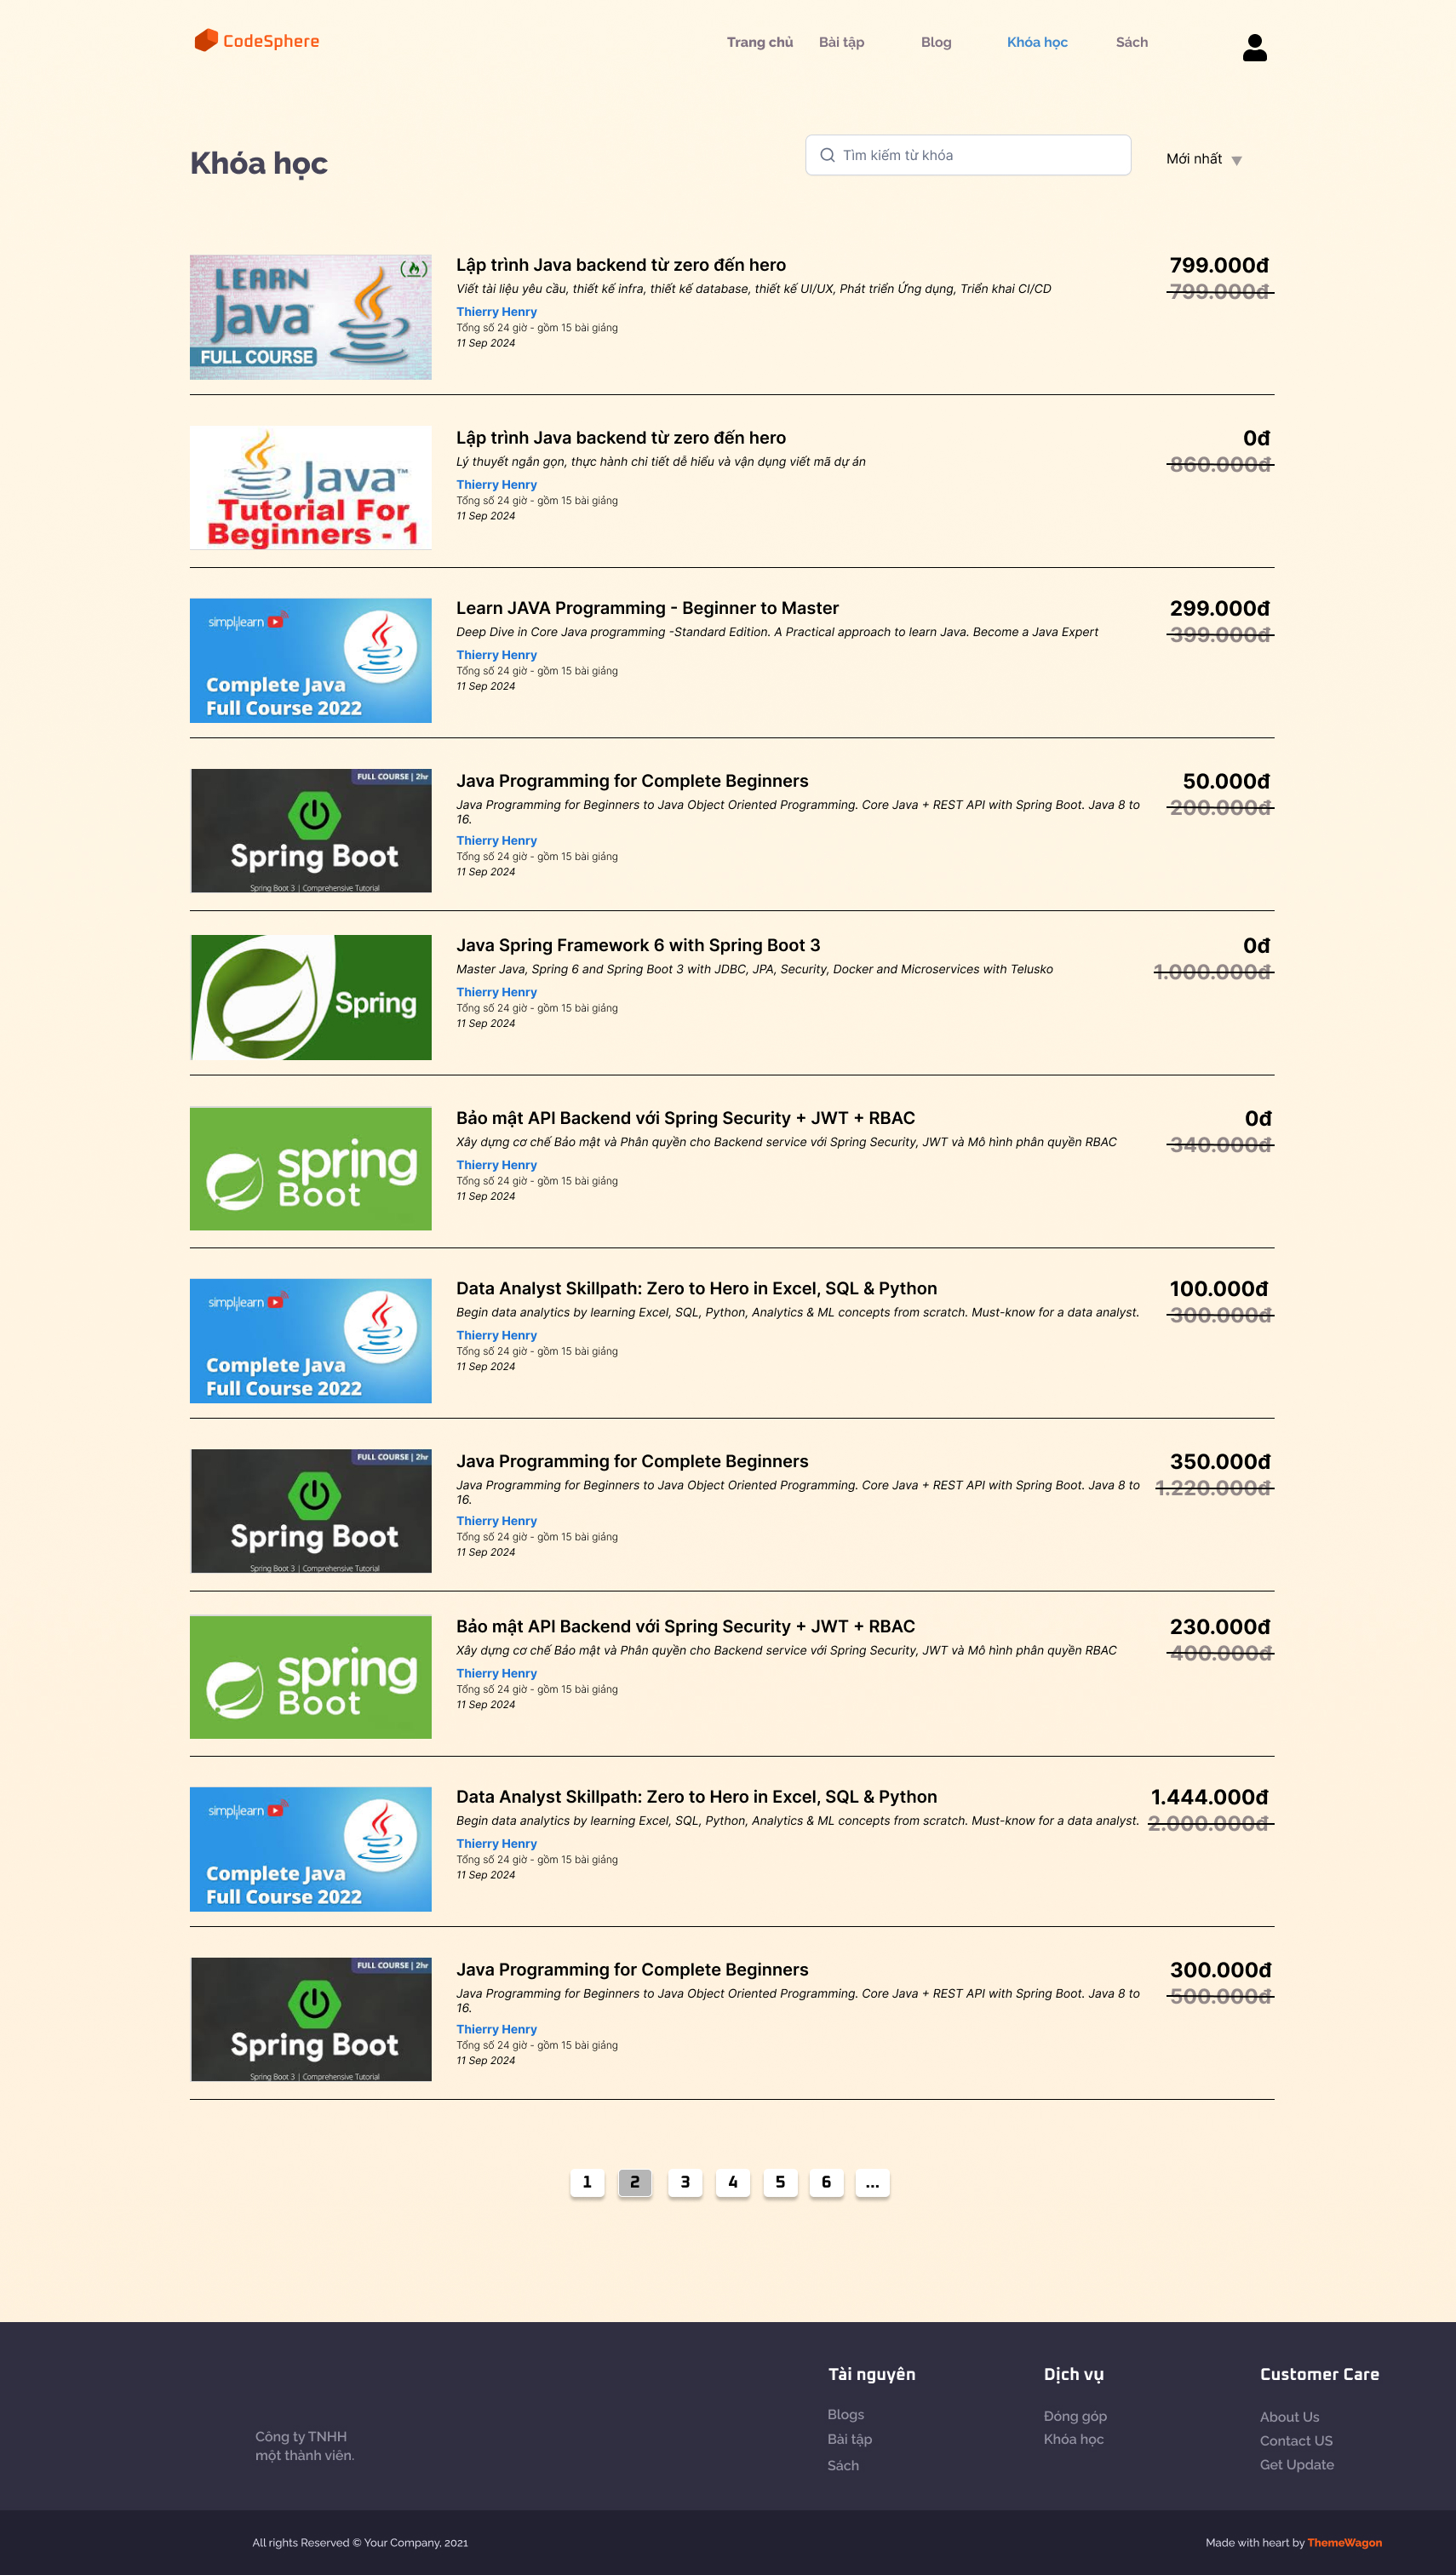 CodeSphere
Trang chủ
Bài tập
Blog
Khóa học
Sách
Khóa học
Tìm kiếm từ khóa
Mới nhất
LEARN
Java™
FULL COURSE
Lập trình Java backend từ zero đến hero
Viết tài liệu yêu cầu, thiết kế infra, thiết kế database, thiết kế UI/UX, Phát triển Ứng dụng, Triển khai CI/CD
Thierry Henry
Tổng số 24 giờ - gồm 15 bài giảng
11 Sep 2024
799.000đ
799.000đ
Java™
Tutorial For
Beginners - 1
Lập trình Java backend từ zero đến hero
Lý thuyết ngắn gọn, thực hành chi tiết dễ hiểu và vận dụng viết mã dự án
Thierry Henry
Tổng số 24 giờ - gồm 15 bài giảng
11 Sep 2024
0đ
860.000đ
simplilearn
Complete Java
Full Course 2022
Learn JAVA Programming - Beginner to Master
Deep Dive in Core Java programming -Standard Edition. A Practical approach to learn Java. Become a Java Expert
Thierry Henry
Tổng số 24 giờ - gồm 15 bài giảng
11 Sep 2024
299.000đ
399.000đ
FULL COURSE | 2hr
Spring Boot
Spring Boot 3 | Comprehensive Tutorial
Java Programming for Complete Beginners
Java Programming for Beginners to Java Object Oriented Programming. Core Java + REST API with Spring Boot. Java 8 to
16.
Thierry Henry
Tổng số 24 giờ - gồm 15 bài giảng
11 Sep 2024
50.000đ
200.000đ
Spring
Java Spring Framework 6 with Spring Boot 3
Master Java, Spring 6 and Spring Boot 3 with JDBC, JPA, Security, Docker and Microservices with Telusko
Thierry Henry
Tổng số 24 giờ - gồm 15 bài giảng
11 Sep 2024
0đ
1.000.000đ
spring
Boot
Bảo mật API Backend với Spring Security + JWT + RBAC
Xây dựng cơ chế Bảo mật và Phân quyền cho Backend service với Spring Security, JWT và Mô hình phân quyền RBAC
Thierry Henry
Tổng số 24 giờ - gồm 15 bài giảng
11 Sep 2024
0đ
340.000đ
simplilearn
Complete Java
Full Course 2022
Data Analyst Skillpath: Zero to Hero in Excel, SQL & Python
Begin data analytics by learning Excel, SQL, Python, Analytics & ML concepts from scratch. Must-know for a data analyst.
Thierry Henry
Tổng số 24 giờ - gồm 15 bài giảng
11 Sep 2024
100.000đ
300.000đ
FULL COURSE | 2hr
Spring Boot
Spring Boot 3 | Comprehensive Tutorial
Java Programming for Complete Beginners
Java Programming for Beginners to Java Object Oriented Programming. Core Java + REST API with Spring Boot. Java 8 to
16.
Thierry Henry
Tổng số 24 giờ - gồm 15 bài giảng
11 Sep 2024
350.000đ
1.220.000đ
spring
Boot
Bảo mật API Backend với Spring Security + JWT + RBAC
Xây dựng cơ chế Bảo mật và Phân quyền cho Backend service với Spring Security, JWT và Mô hình phân quyền RBAC
Thierry Henry
Tổng số 24 giờ - gồm 15 bài giảng
11 Sep 2024
230.000đ
400.000đ
simplilearn
Complete Java
Full Course 2022
Data Analyst Skillpath: Zero to Hero in Excel, SQL & Python
Begin data analytics by learning Excel, SQL, Python, Analytics & ML concepts from scratch. Must-know for a data analyst.
Thierry Henry
Tổng số 24 giờ - gồm 15 bài giảng
11 Sep 2024
1.444.000đ
2.000.000đ
FULL COURSE | 2hr
Spring Boot
Spring Boot 3 | Comprehensive Tutorial
Java Programming for Complete Beginners
Java Programming for Beginners to Java Object Oriented Programming. Core Java + REST API with Spring Boot. Java 8 to
16.
Thierry Henry
Tổng số 24 giờ - gồm 15 bài giảng
11 Sep 2024
300.000đ
500.000đ
1 2 3 4 5 6 ...
Công ty TNHH
một thành viên.
Tài nguyên
Blogs
Bài tập
Sách
Dịch vụ
Đóng góp
Khóa học
Customer Care
About Us
Contact US
Get Update
All rights Reserved © Your Company, 2021
Made with heart by ThemeWagon